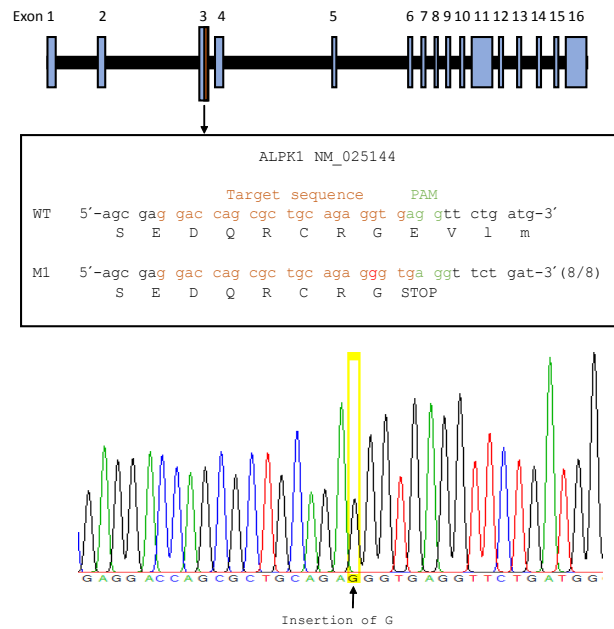 Exon 1 2 3 4 5 6 7 8 9 10 11 12 13 14 15 16
ALPK1 NM_025144
Target sequence PAM
WT 5´-agc gag gac cag cgc tgc aga ggt gag gtt ctg atg-3´
S E D Q R C R G E V l m
M1 5´-agc gag gac cag cgc tgc aga ggg tga ggt tct gat-3´(8/8)
S E D Q R C R G STOP
GAGGACCAGCGCTGCAGAGGGTGAGGTTCTGATGG
Insertion of G